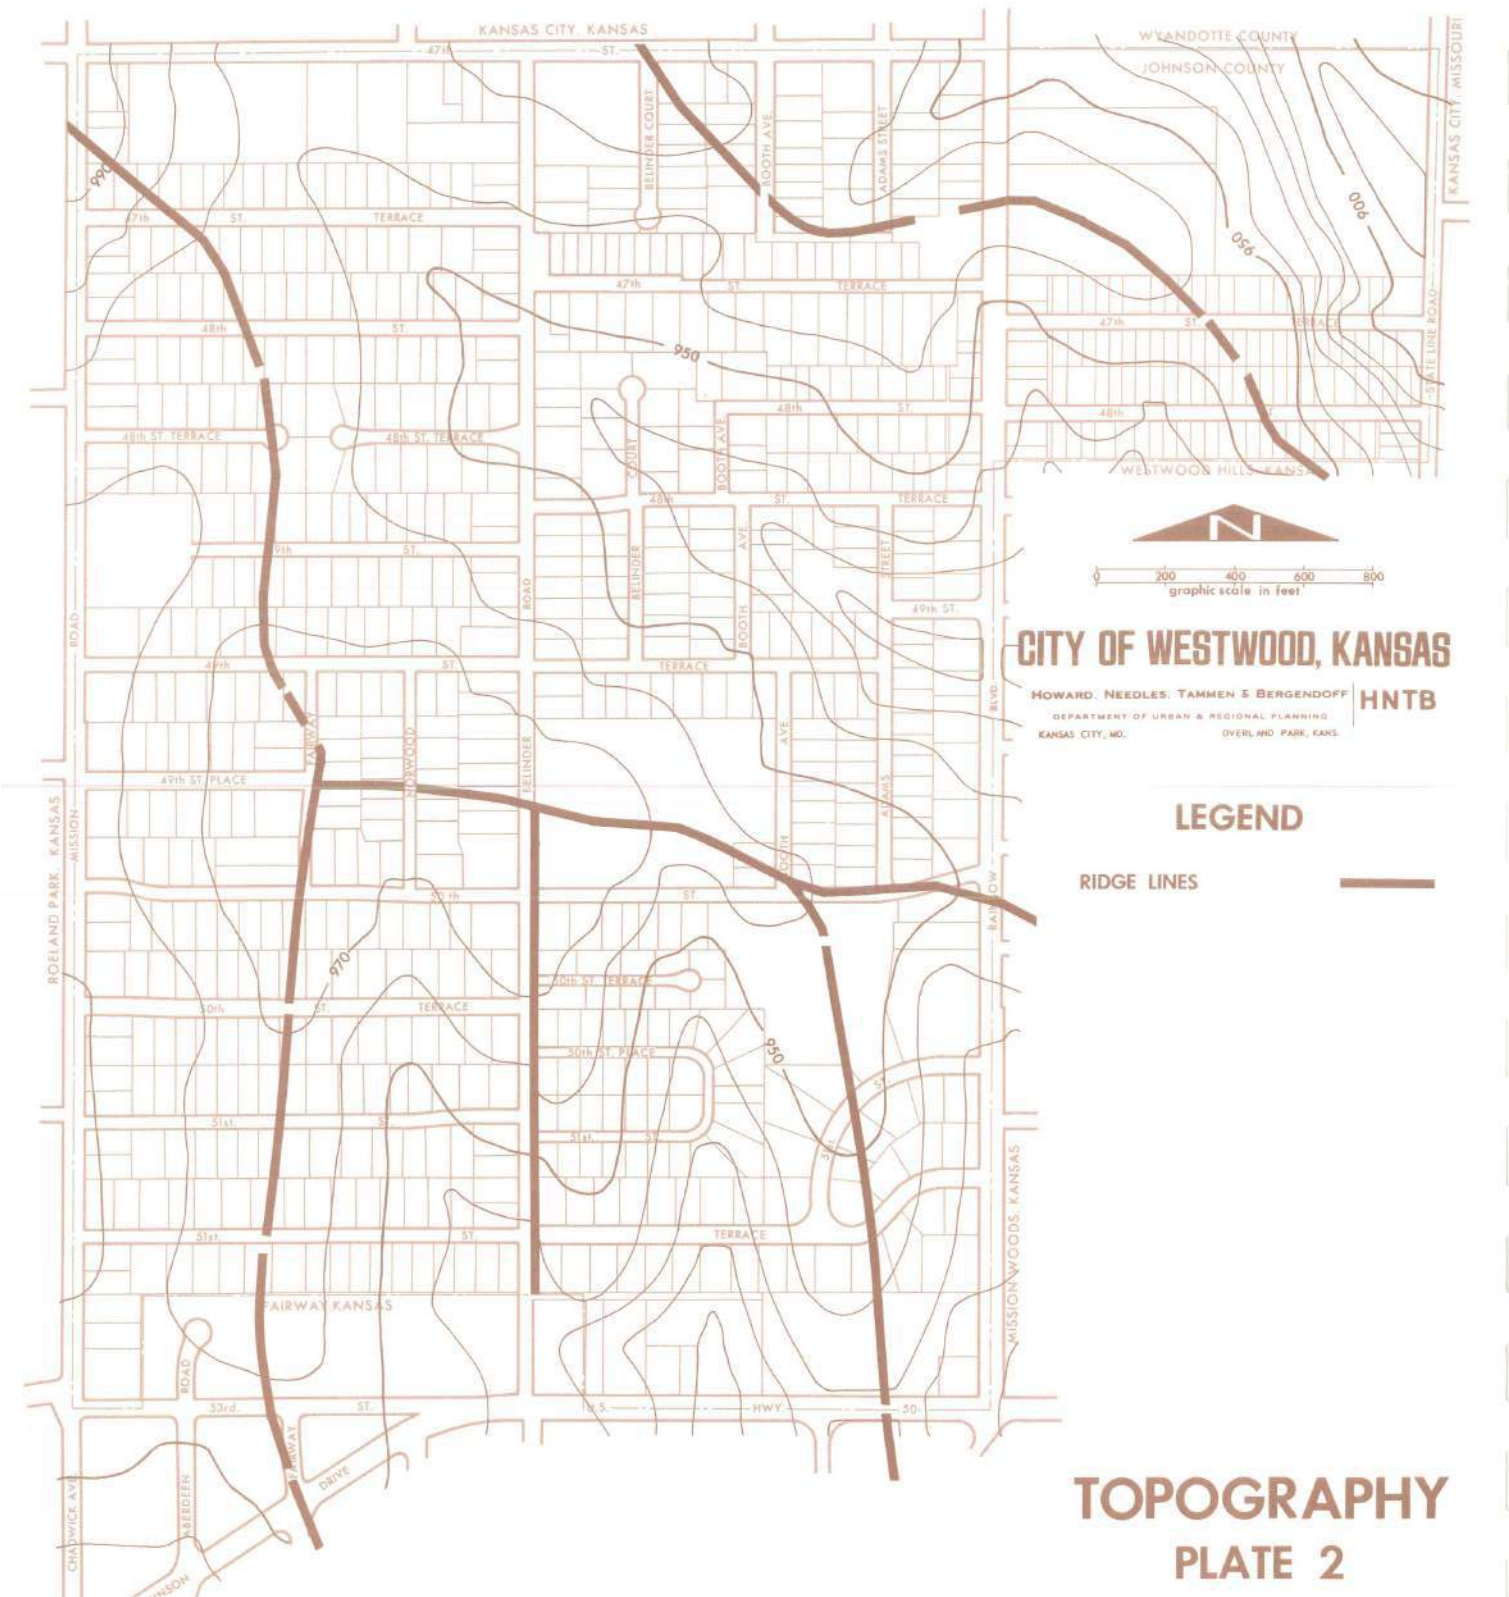 KANSAS CITY, KANSAS
47th ST.
WYANDOTTE COUNTY
JOHNSON COUNTY
KANSAS CITY, MISSOURI
BELINDER COURT
BOOTH AVE.
ADAMS STREET
990
47th ST. TERRACE
900
950
47th ST. TERRACE
STATE LINE ROAD
48th ST.
47th ST. TERRACE
950
48th ST.
48th ST.
48th ST. TERRACE
48th ST. TERRACE
COURT
BOOTH AVE.
WESTWOOD HILLS, KANSAS
48th ST. TERRACE
N
0 200 400 600 800
graphic scale in feet
9th ST.
ROAD
BELINDER
BOOTH AVE
STREET
49th ST.
ROAD
CITY OF WESTWOOD, KANSAS
49th ST. TERRACE
HOWARD, NEEDLES, TAMMEN & BERGENDOFF
HNTB
DEPARTMENT OF URBAN & REGIONAL PLANNING
KANSAS CITY, MO. OVERLAND PARK, KANS.
BLVD.
FAIRWAY
NORWOOD
BELINDER
AVE
49th ST. PLACE
ADAMS
ROELAND PARK, KANSAS
MISSION
LEGEND
RIDGE LINES
OOTH
RAINBOW
50th ST.
970
50th ST. TERRACE
50th ST. TERRACE
950
50th ST. PLACE
51st. ST.
51st. ST.
51st. ST.
MISSION WOODS, KANSAS
51st. ST. TERRACE
FAIRWAY KANSAS
ROAD
53rd. ST.
U.S. HWY. 50
FAIRWAY
DRIVE
CHADWICK AVE.
ABERDEEN
NSON
TOPOGRAPHY
PLATE 2